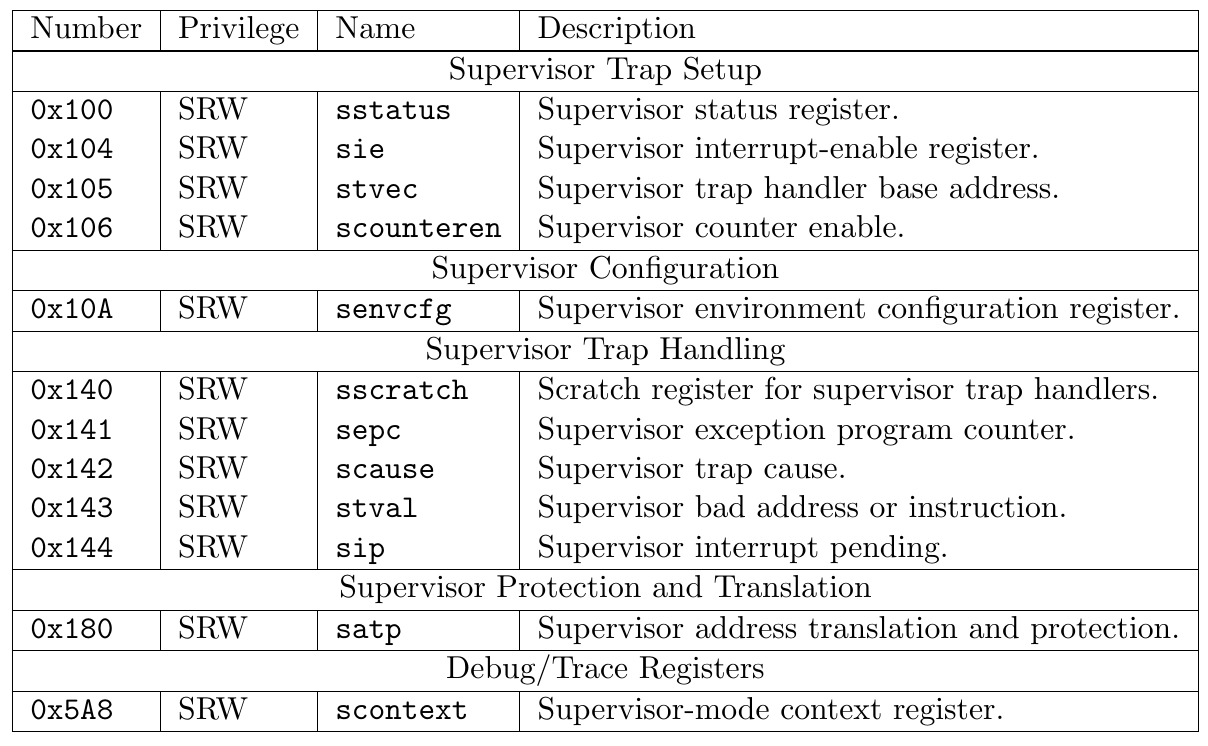 Number Privilege Name Description
Supervisor Trap Setup
0x100 SRW sstatus Supervisor status register.
0x104 SRW sie Supervisor interrupt-enable register.
0x105 SRW stvec Supervisor trap handler base address.
0x106 SRW scounteren Supervisor counter enable.
Supervisor Configuration
0x10A SRW senvcfg Supervisor environment configuration register.
Supervisor Trap Handling
0x140 SRW sscratch Scratch register for supervisor trap handlers.
0x141 SRW sepc Supervisor exception program counter.
0x142 SRW scause Supervisor trap cause.
0x143 SRW stval Supervisor bad address or instruction.
0x144 SRW sip Supervisor interrupt pending.
Supervisor Protection and Translation
0x180 SRW satp Supervisor address translation and protection.
Debug/Trace Registers
0x5A8 SRW scontext Supervisor-mode context register.